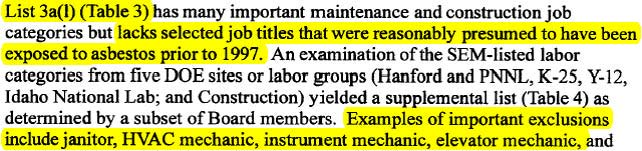 List 3a(l) (Table 3) has many important maintenance and construction job
categories but lacks selected job titles that were reasonably presumed to have been
exposed to asbestos prior to 1997. An examination of the SEM-listed labor
categories from five DOE sites or labor groups (Hanford and PNNL, K-25, Y-12,
Idaho National Lab; and Construction) yielded a supplemental list (Table 4) as
determined by a subset of Board members. Examples of important exclusions
include janitor, HVAC mechanic, instrument mechanic, elevator mechanic, and